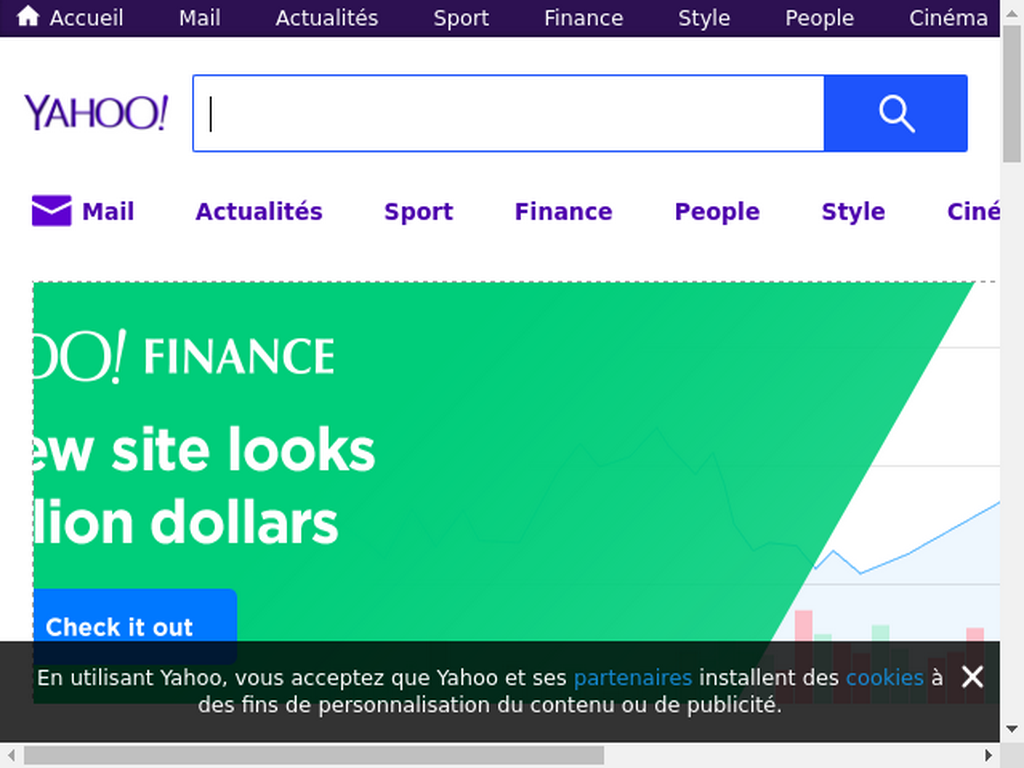 Accueil Mail Actualités Sport Finance Style People Cinéma
YAHOO!
Mail Actualités Sport Finance People Style Ciné
OO! FINANCE
ew site looks
lion dollars
Check it out
En utilisant Yahoo, vous acceptez que Yahoo et ses partenaires installent des cookies à
des fins de personnalisation du contenu ou de publicité.